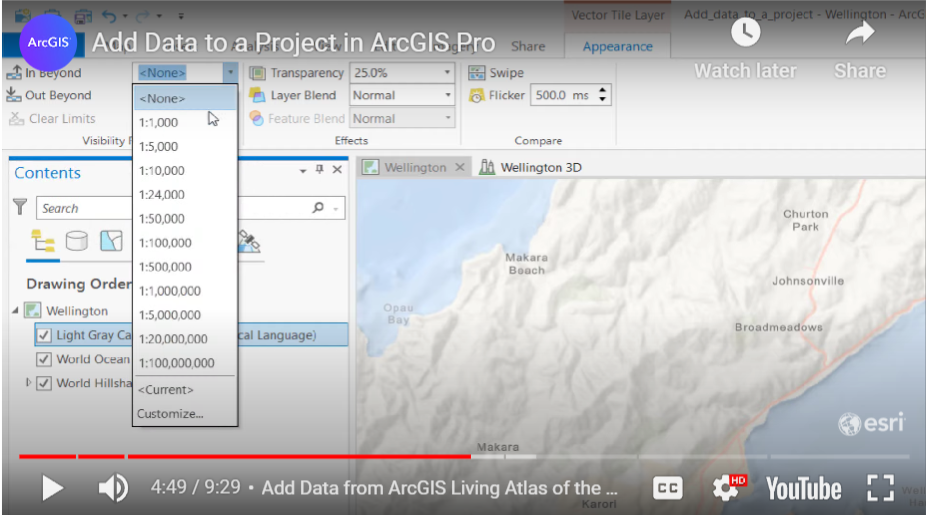 Vector Tile Layer
Add_data_to_a_project - Wellington - ArcG
ArcGIS
Add Data to a Project in ArcGIS Pro
Share
Appearance
Watch later
Share
In Beyond
<None>
Transparency
25.0%
Swipe
Out Beyond
Layer Blend
Normal
Flicker
500.0 ms
Clear Limits
Feature Blend
Normal
Visibility
Effects
Compare
<None>
1:1,000
1:5,000
1:10,000
1:24,000
1:50,000
1:100,000
1:500,000
1:1,000,000
1:5,000,000
1:20,000,000
1:100,000,000
<Current>
Customize...
Contents
Search
Drawing Order
Wellington
Light Gray Ca
cal Language)
World Ocean
World Hillsha
Wellington
Wellington 3D
Churton
Park
Makara
Beach
Johnsonville
Opau
Bay
Broadmeadows
esri
Makara
4:49 / 9:29 • Add Data from ArcGIS Living Atlas of the ...
CC
HD
YouTube
Karori